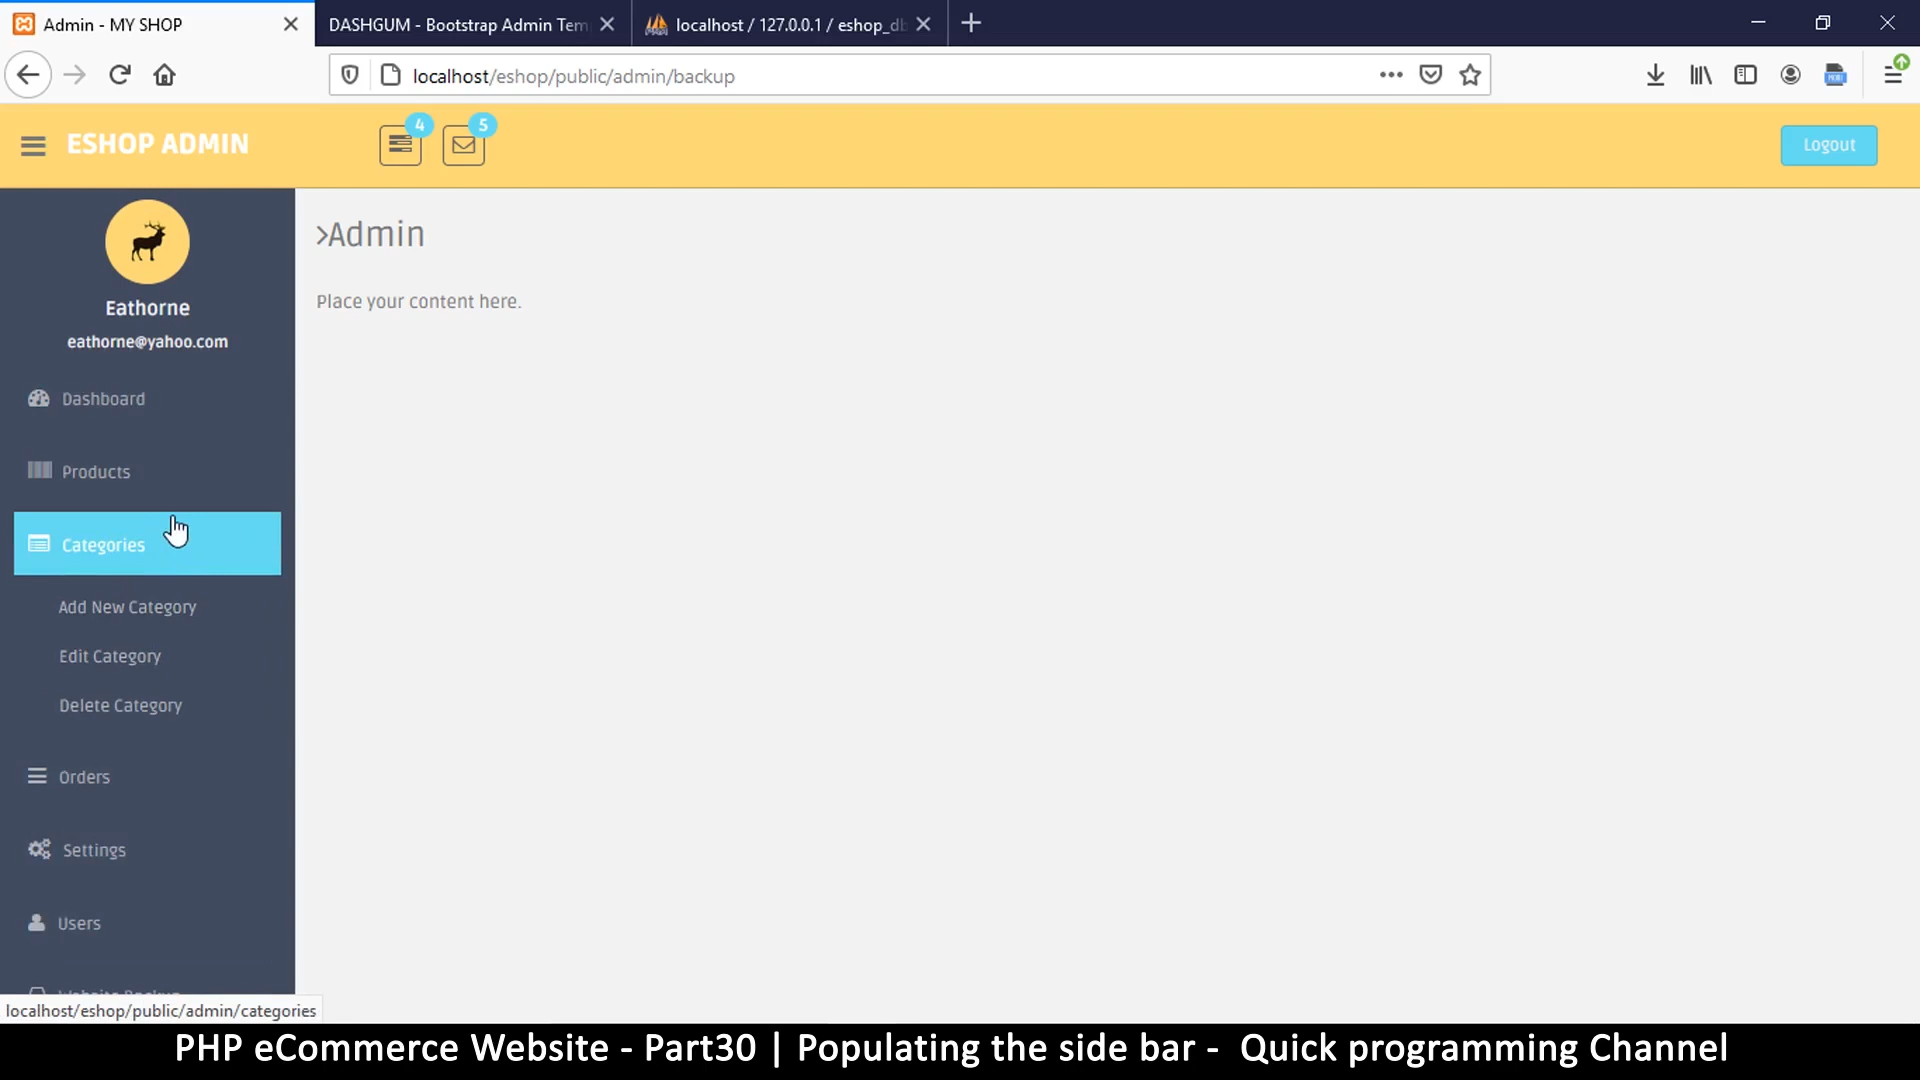 Admin - MY SHOP
DASHGUM - Bootstrap Admin Tem
localhost / 127.0.0.1 / eshop_db
localhost/eshop/public/admin/backup
ESHOP ADMIN
4
5
Logout
Eathorne
eathorne@yahoo.com
>Admin
Place your content here.
Dashboard
Products
Categories
Add New Category
Edit Category
Delete Category
Orders
Settings
Users
Website Backup
localhost/eshop/public/admin/categories
PHP eCommerce Website - Part30 | Populating the side bar - Quick programming Channel